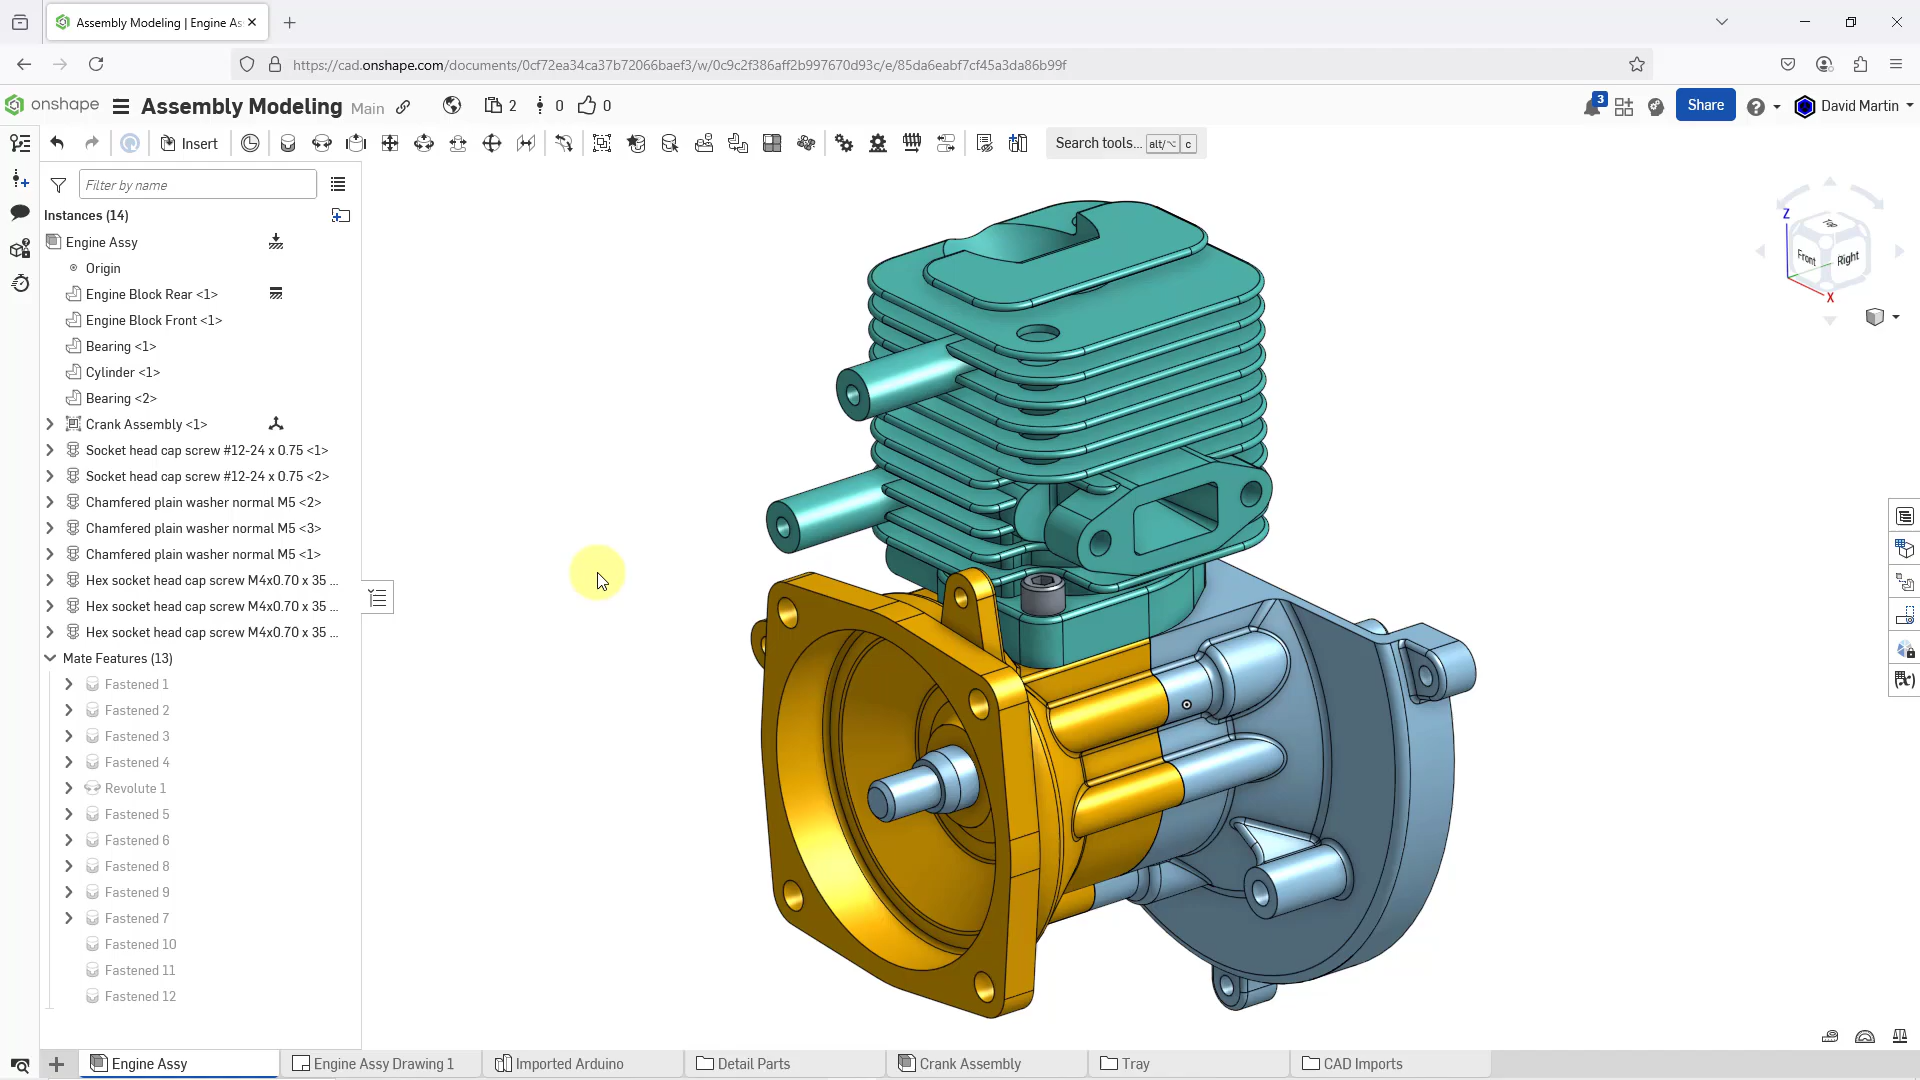 Assembly Modeling | Engine As
https://cad.onshape.com/documents/0cf72ea34ca37b72066baef3/w/0c9c2f386aff2b997670d93c/e/85da6eabf7cf45a3da86b99f
onshape Assembly Modeling Main 2 0 0 3 Share David Martin
Insert Search tools... alt/⌥ c
Filter by name
Instances (14)
Engine Assy
Origin
Engine Block Rear <1>
Engine Block Front <1>
Bearing <1>
Cylinder <1>
Bearing <2>
Crank Assembly <1>
Socket head cap screw #12-24 x 0.75 <1>
Socket head cap screw #12-24 x 0.75 <2>
Chamfered plain washer normal M5 <2>
Chamfered plain washer normal M5 <3>
Chamfered plain washer normal M5 <1>
Hex socket head cap screw M4x0.70 x 35 ...
Hex socket head cap screw M4x0.70 x 35 ...
Hex socket head cap screw M4x0.70 x 35 ...
Mate Features (13)
Fastened 1
Fastened 2
Fastened 3
Fastened 4
Revolute 1
Fastened 5
Fastened 6
Fastened 8
Fastened 9
Fastened 7
Fastened 10
Fastened 11
Fastened 12
Z
Top
Front
Right
X
Engine Assy
Engine Assy Drawing 1
Imported Arduino
Detail Parts
Crank Assembly
Tray
CAD Imports